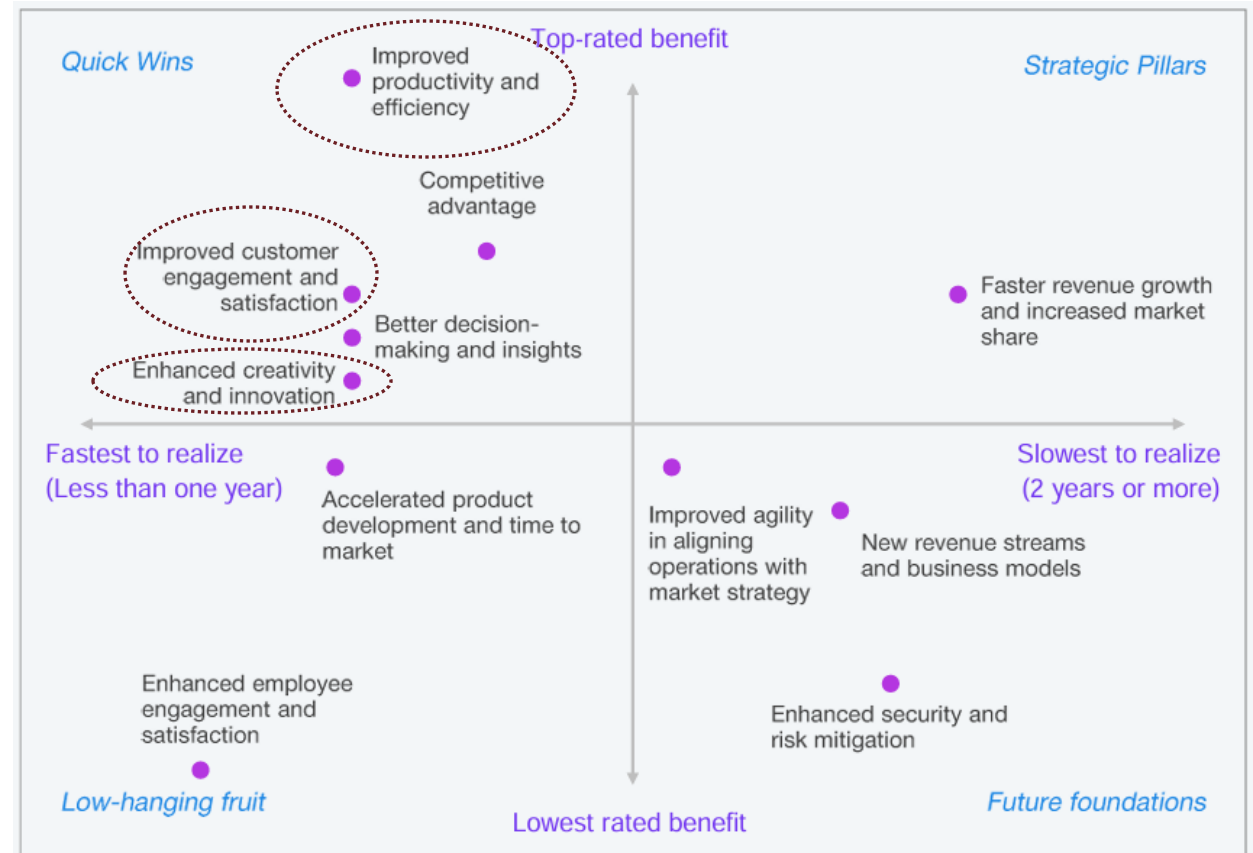 Quick Wins
Top-rated benefit
Strategic Pillars
Improved
productivity and
efficiency
Competitive
advantage
Improved customer
engagement and
satisfaction
Faster revenue growth
and increased market
share
Better decision-
making and insights
Enhanced creativity
and innovation
Fastest to realize
(Less than one year)
Slowest to realize
(2 years or more)
Accelerated product
development and time to
market
Improved agility
in aligning
operations with
market strategy
New revenue streams
and business models
Enhanced employee
engagement and
satisfaction
Enhanced security and
risk mitigation
Low-hanging fruit
Lowest rated benefit
Future foundations